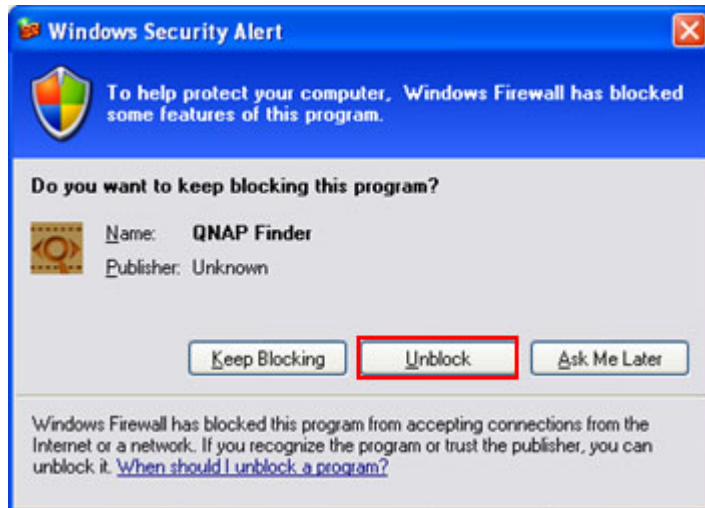 Windows Security Alert
To help protect your computer, Windows Firewall has blocked
some features of this program.
Do you want to keep blocking this program?
Name: QNAP Finder
Publisher: Unknown
Keep Blocking Unblock Ask Me Later
Windows Firewall has blocked this program from accepting connections from the
Internet or a network. If you recognize the program or trust the publisher, you can
unblock it. When should I unblock a program?